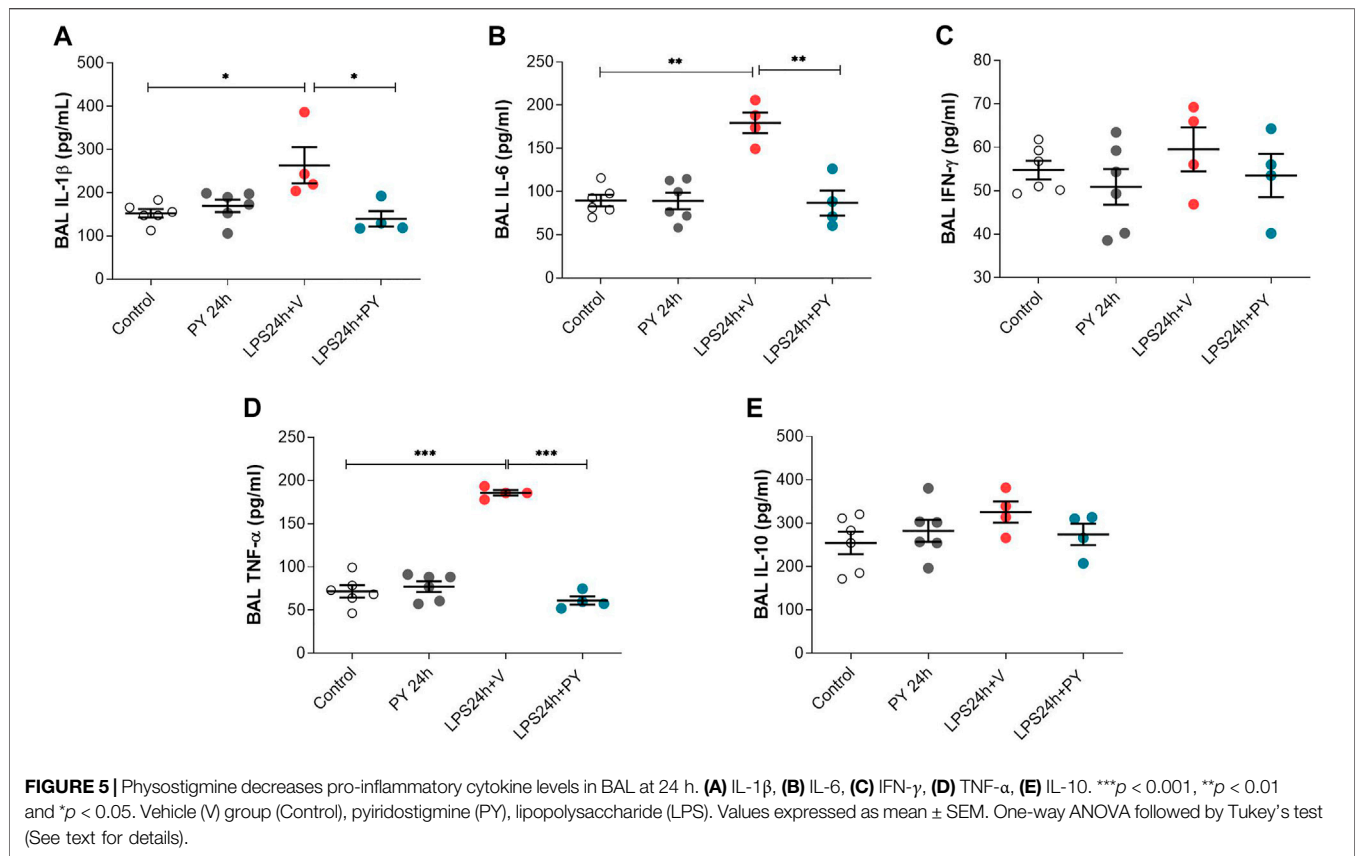 A
BAL IL-1β (pg/mL)
500
400
300
200
100
0
*
*
Control
PY 24h
LPS24h+V
LPS24h+PY
B
BAL IL-6 (pg/ml)
250
200
150
100
50
0
**
**
Control
PY 24h
LPS24h+V
LPS24h+PY
C
BAL IFN-γ (pg/ml)
80
70
60
50
40
30
Control
PY 24h
LPS24h+V
LPS24h+PY
D
BAL TNF-α (pg/ml)
250
200
150
100
50
0
***
***
Control
PY 24h
LPS24h+V
LPS24h+PY
E
BAL IL-10 (pg/ml)
500
400
300
200
100
0
Control
PY 24h
LPS24h+V
LPS24h+PY
FIGURE 5 | Physostigmine decreases pro-inflammatory cytokine levels in BAL at 24 h. (A) IL-1β, (B) IL-6, (C) IFN-γ, (D) TNF-α, (E) IL-10. ***p < 0.001, **p < 0.01
and *p < 0.05. Vehicle (V) group (Control), pyiridostigmine (PY), lipopolysaccharide (LPS). Values expressed as mean ± SEM. One-way ANOVA followed by Tukey's test
(See text for details).